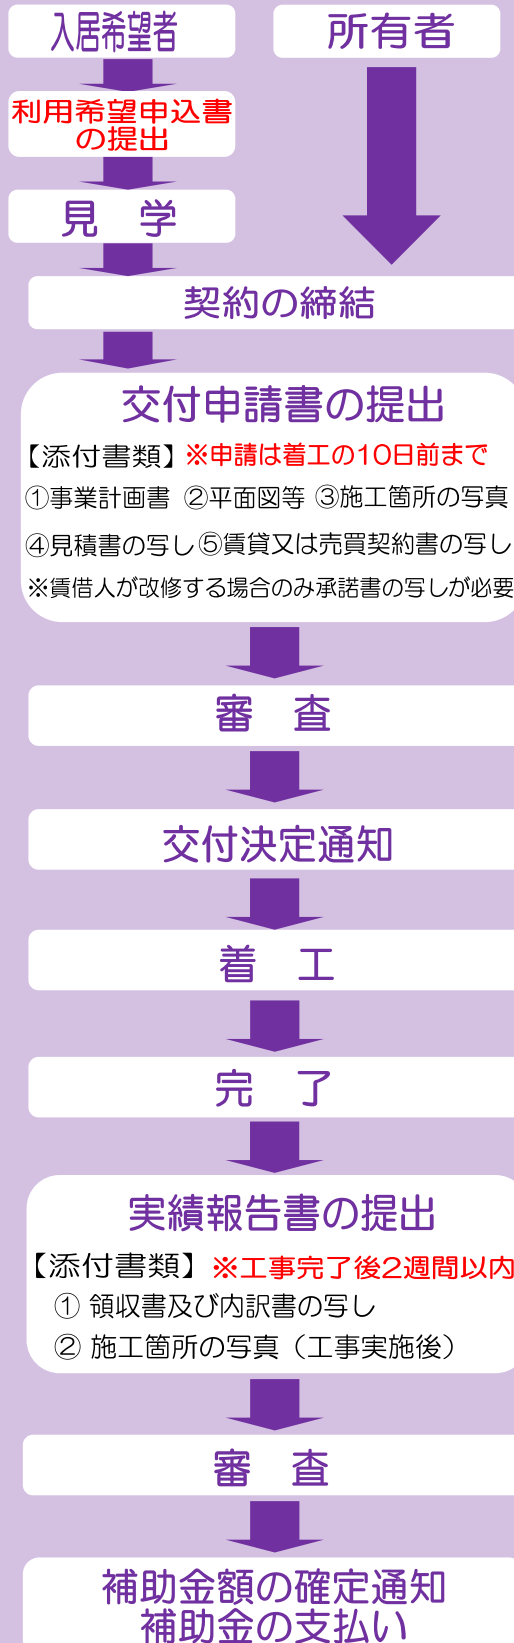 入居希望者
所有者
利用希望申込書
の提出
見　学
契約の締結
交付申請書の提出
【添付書類】※申請は着工の10日前まで
①事業計画書 ②平面図等 ③施工箇所の写真
④見積書の写し⑤賃貸又は売買契約書の写し
※賃借人が改修する場合のみ承諾書の写しが必要
審　査
交付決定通知
着　工
完　了
実績報告書の提出
【添付書類】※工事完了後2週間以内
① 領収書及び内訳書の写し
② 施工箇所の写真（工事実施後）
審　査
補助金額の確定通知
補助金の支払い